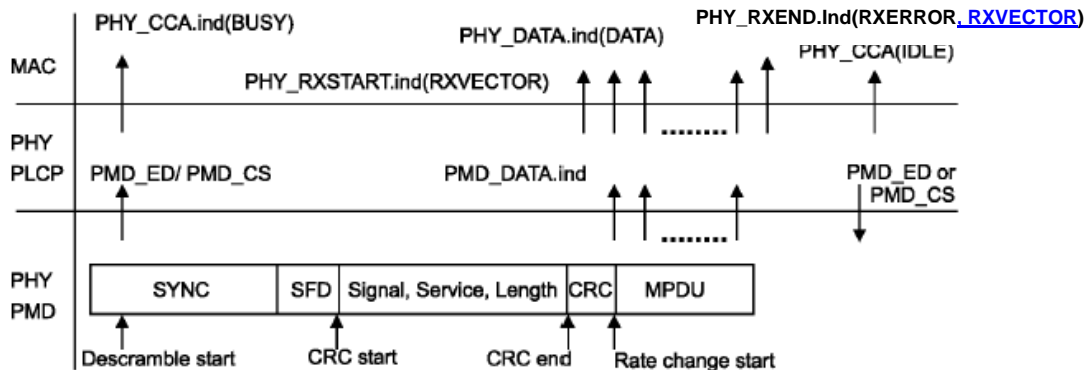 PHY_RXEND.Ind(RXERROR, RXVECTOR)
PHY_CCA.ind(BUSY)
PHY_DATA.ind(DATA)
PHY_CCA(IDLE)
MAC
PHY_RXSTART.ind(RXVECTOR)
PHY
PLCP
PMD_ED/ PMD_CS
PMD_DATA.ind
PMD_ED or
PMD_CS
PHY
PMD
SYNC
SFD
Signal, Service, Length
CRC
MPDU
Descramble start
CRC start
CRC end
Rate change start